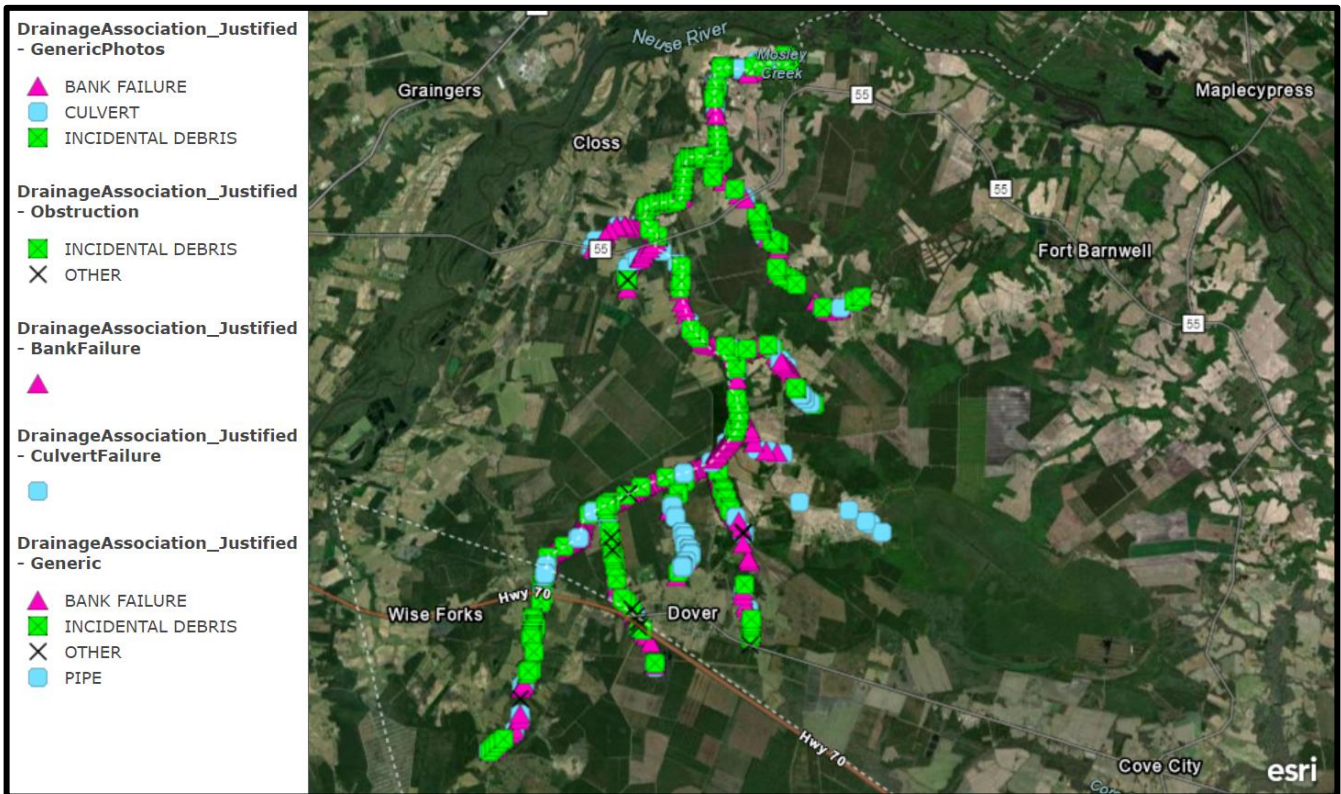 DrainageAssociation_Justified
- GenericPhotos
BANK FAILURE
CULVERT
INCIDENTAL DEBRIS
DrainageAssociation_Justified
- Obstruction
INCIDENTAL DEBRIS
OTHER
DrainageAssociation_Justified
- BankFailure
DrainageAssociation_Justified
- CulvertFailure
DrainageAssociation_Justified
- Generic
BANK FAILURE
INCIDENTAL DEBRIS
OTHER
PIPE
Neuse River
Mosley
Creek
Graingers
55
Maplecypress
Closs
55
55
Fort Barnwell
55
Hwy 70
Wise Forks
Dover
Hwy 70
Cove City
esri